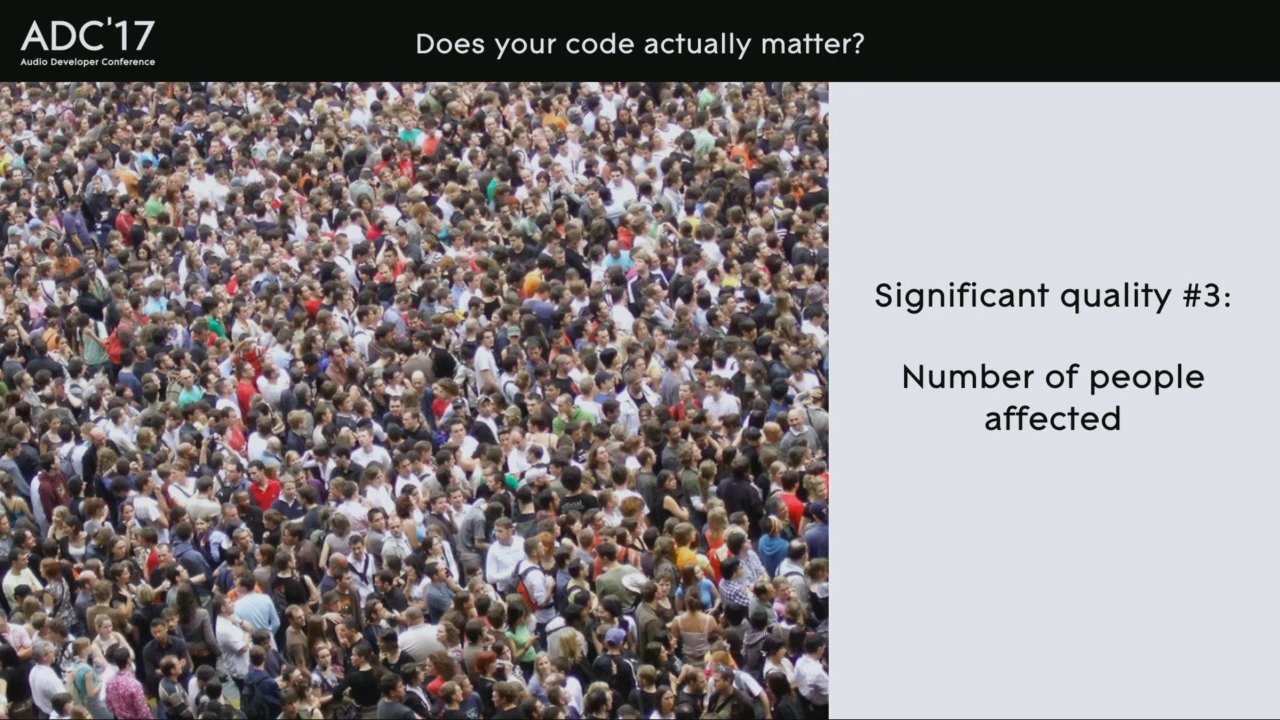 ADC'17
Audio Developer Conference
Does your code actually matter?
Significant quality #3:
Number of people
affected